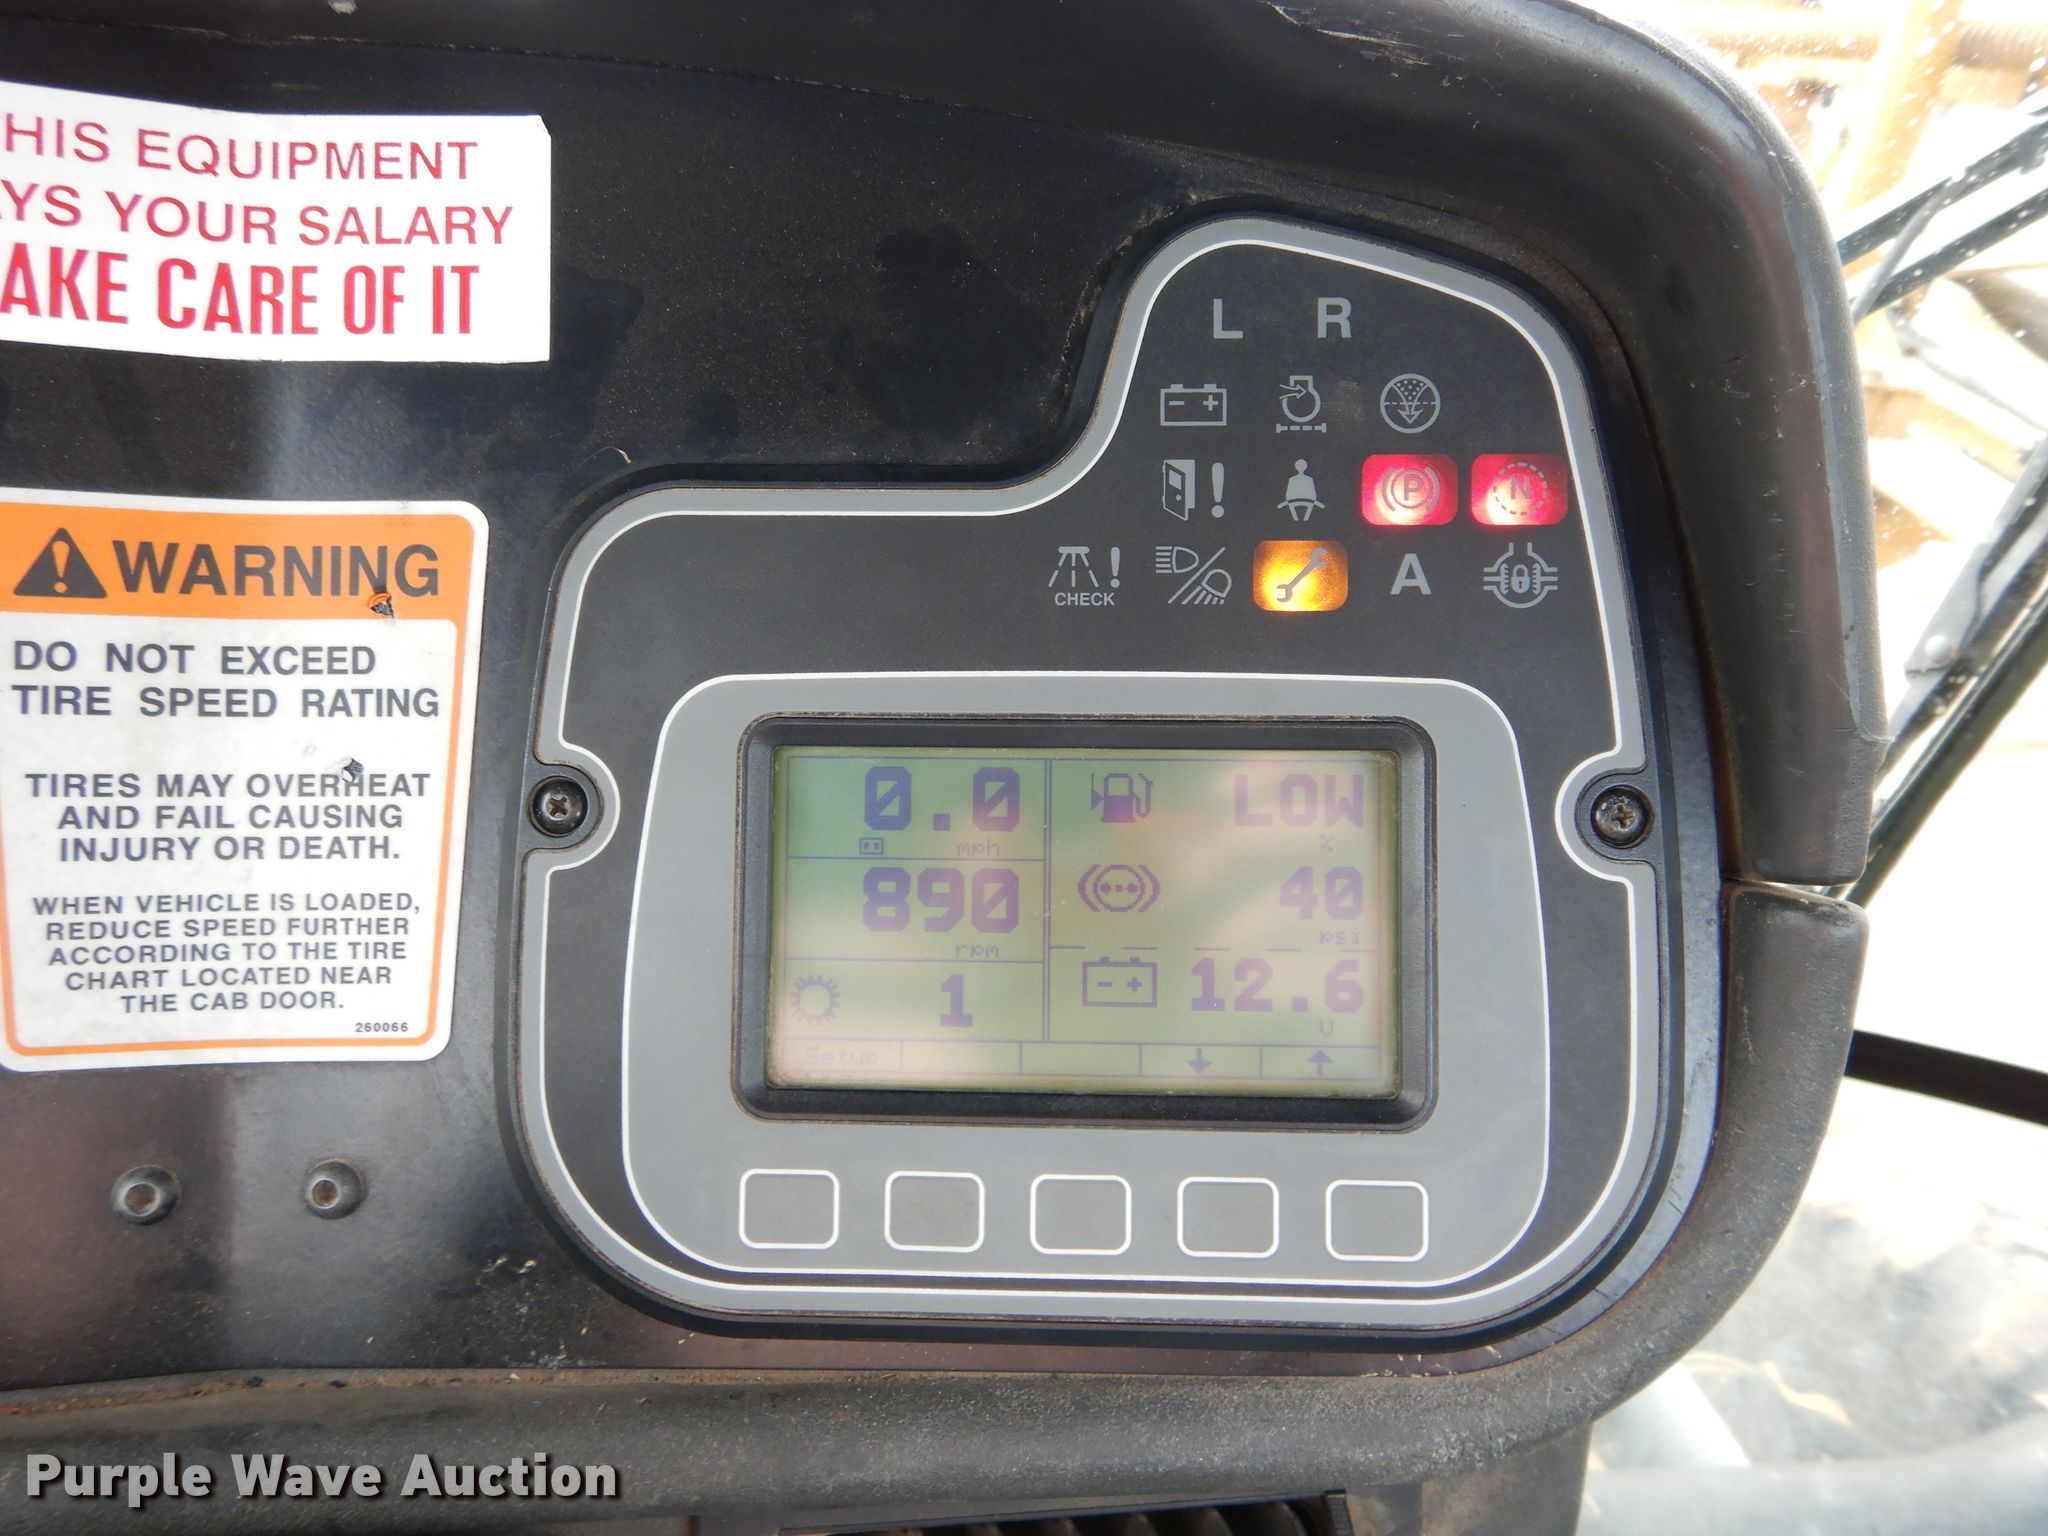 HIS EQUIPMENT
AYS YOUR SALARY
AKE CARE OF IT
WARNING
DO NOT EXCEED
TIRE SPEED RATING
TIRES MAY OVERHEAT
AND FAIL CAUSING
INJURY OR DEATH.
WHEN VEHICLE IS LOADED,
REDUCE SPEED FURTHER
ACCORDING TO THE TIRE
CHART LOCATED NEAR
THE CAB DOOR.
260066
L R
P N
CHECK
A
0.0
mph
890
rpm
1
LOW
%
40
psi
12.6
V
Setup
Purple Wave Auction